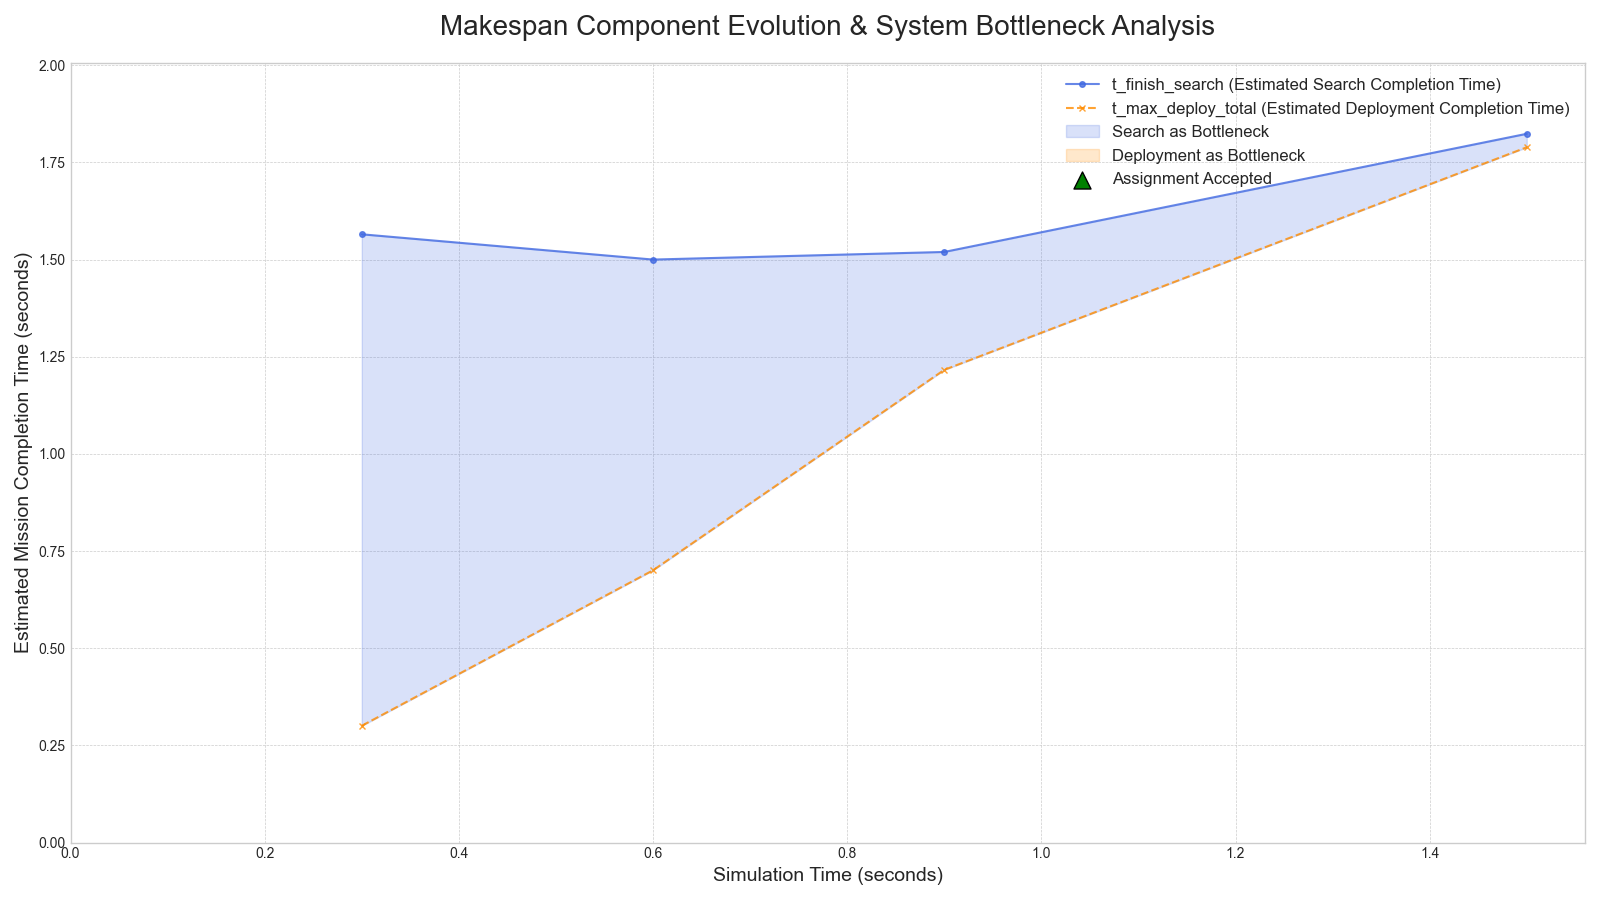 Makespan Component Evolution & System Bottleneck Analysis
t_finish_search (Estimated Search Completion Time)
t_max_deploy_total (Estimated Deployment Completion Time)
Search as Bottleneck
Deployment as Bottleneck
Assignment Accepted
Estimated Mission Completion Time (seconds)
2.00
1.75
1.50
1.25
1.00
0.75
0.50
0.25
0.00
0.0 0.2 0.4 0.6 0.8 1.0 1.2 1.4
Simulation Time (seconds)